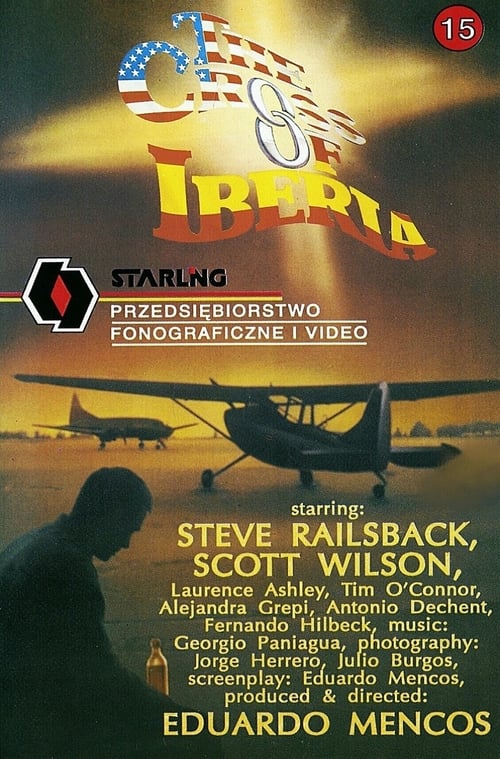 15
THE
CROSS
OF
IBERIA
STARLING
PRZEDSIĘBIORSTWO
FONOGRAFICZNE I VIDEO
starring:
STEVE RAILSBACK,
SCOTT WILSON,
Laurence Ashley, Tim O'Connor,
Alejandra Grepi, Antonio Dechent,
Fernando Hilbeck, music:
Georgio Paniagua, photography:
Jorge Herrero, Julio Burgos,
screenplay: Eduardo Mencos,
produced & directed:
EDUARDO MENCOS